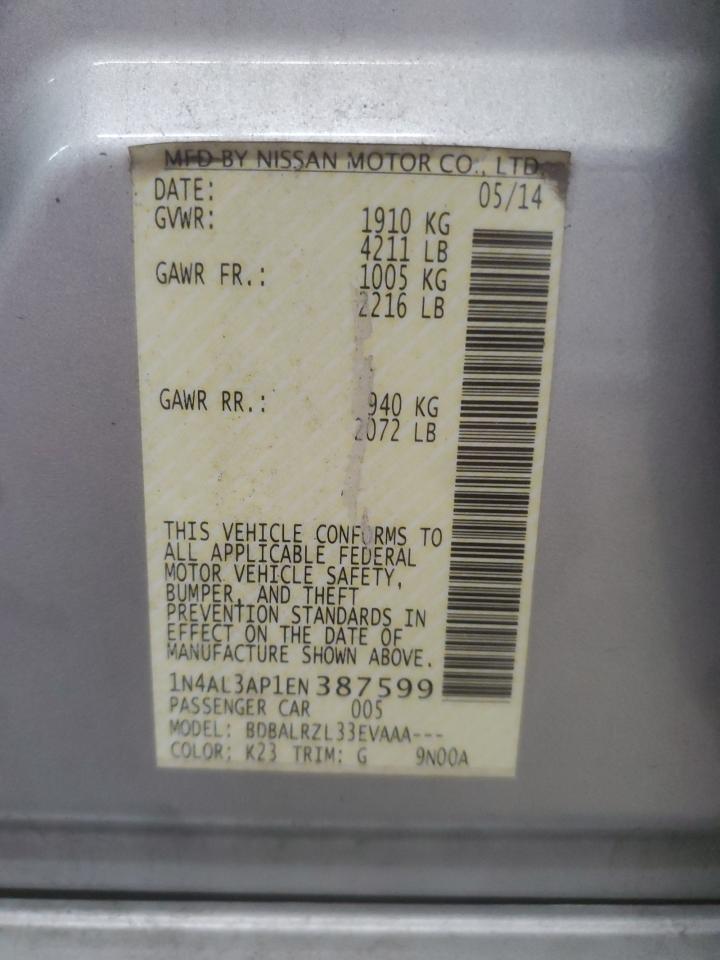 MFD BY NISSAN MOTOR CO., LTD.
DATE: 05/14
GVWR: 1910 KG
4211 LB
GAWR FR.: 1005 KG
2216 LB
GAWR RR.: 940 KG
2072 LB
THIS VEHICLE CONFORMS TO
ALL APPLICABLE FEDERAL
MOTOR VEHICLE SAFETY,
BUMPER, AND THEFT
PREVENTION STANDARDS IN
EFFECT ON THE DATE OF
MANUFACTURE SHOWN ABOVE.
1N4AL3AP1EN 387599
PASSENGER CAR 005
MODEL: BDBALRZL33EVAAA---
COLOR: K23 TRIM: G 9N00A